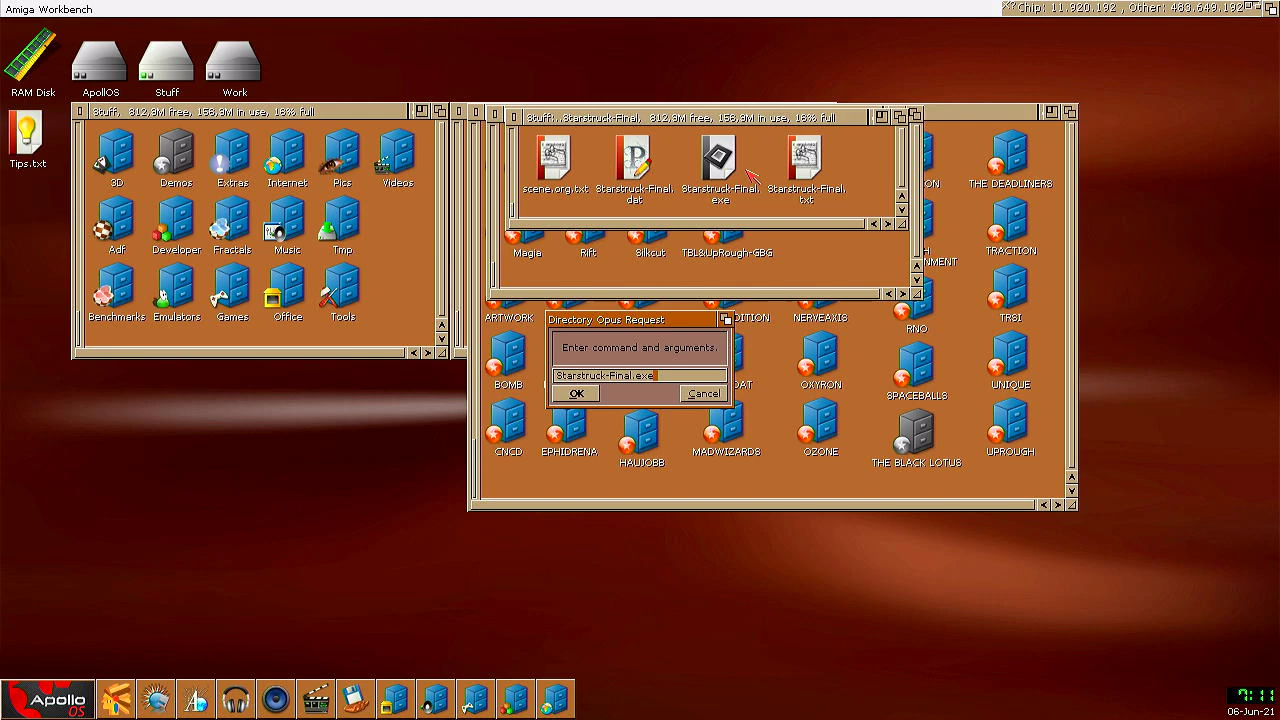 Amiga Workbench
Chip: 11.920.192 , Other: 483.649.192
RAM Disk
ApollOS
Stuff
Work
Tips.txt
Stuff, 812,3M free, 158,3M in use, 16% full
3D
Demos
Extras
Internet
Pics
Videos
Adf
Developer
Fractals
Music
Tmp
Benchmarks
Emulators
Games
Office
Tools
Stuff:..Starstruck-Final, 812,3M free, 158,3M in use, 16% full
scene.org.txt
Starstruck-Final.
dat
Starstruck-Final.
exe
Starstruck-Final.
txt
Magia
Rift
Silkcut
TBL&UpRough-GBG
THE DEADLINERS
TRACTION
ARTWORK
NERVEAXIS
RNO
TRSI
Directory Opus Request
Enter command and arguments.
Starstruck-Final.exe
OK
Cancel
BOMB
OXYRON
SPACEBALLS
UNIQUE
CNCD
EPHIDRENA
HAUJOBB
MADWIZARDS
OZONE
THE BLACK LOTUS
UPROUGH
Apollo
OS
7:11
06-Jun-21